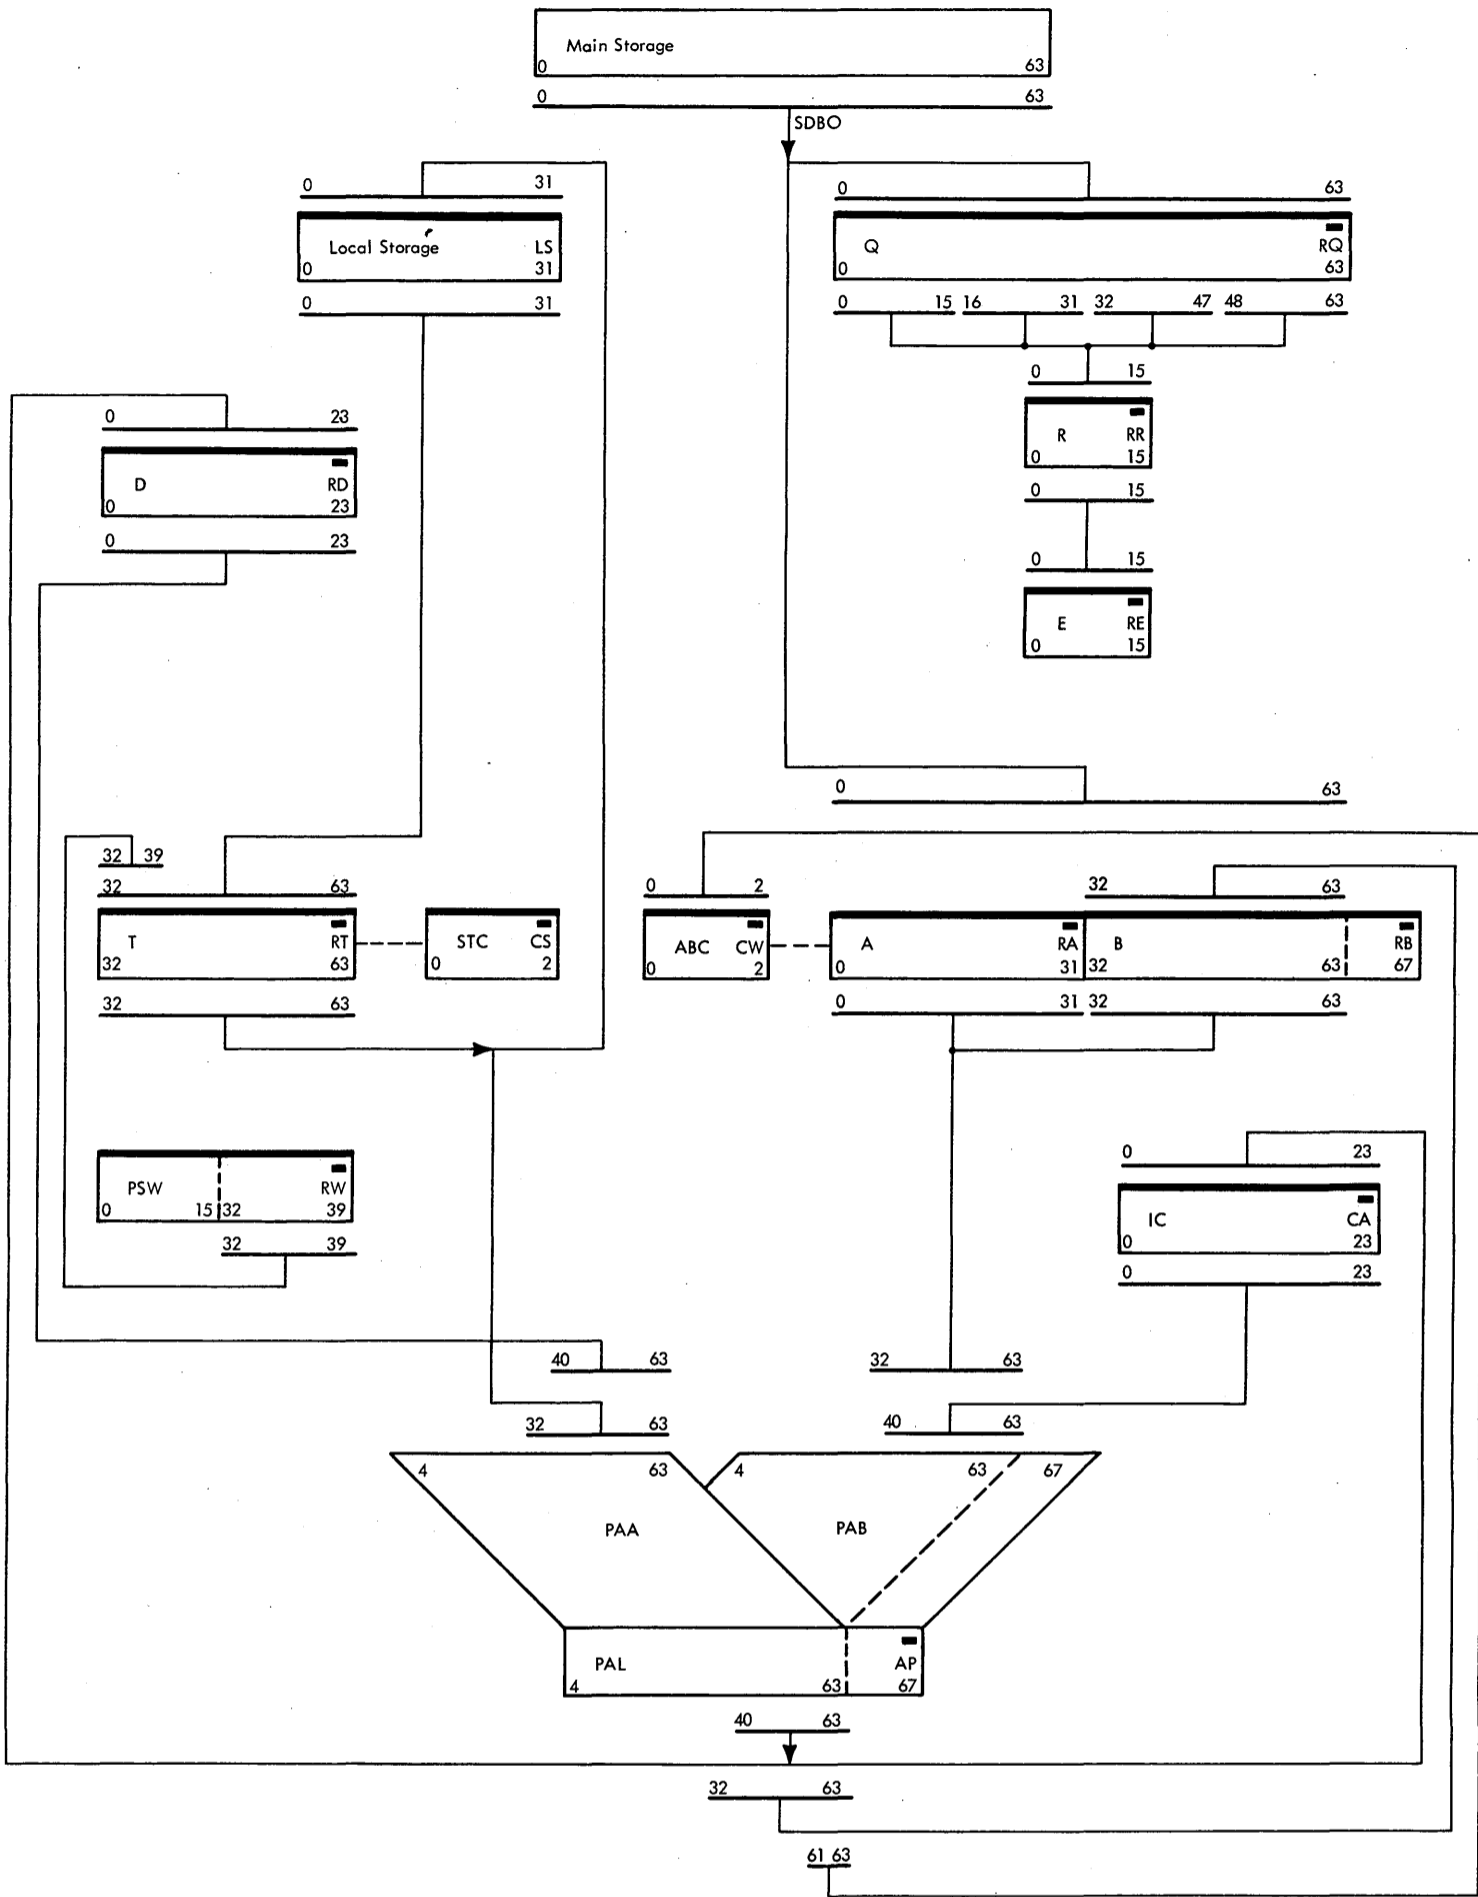 Main Storage
0 63
0 63
SDBO
0 31
0 63
Local Storage LS
0 31
Q RQ
0 63
0 31
0 15 16 31 32 47 48 63
0 15
0 23
R RR
0 15
D RD
0 23
0 15
0 23
0 15
E RE
0 15
0 63
32 39
32 63
0 2
32 63
T RT
32 63
STC CS
0 2
ABC CW
0 2
A RA
0 31
B RB
32 63 67
32 63
0 31 32 63
0 23
PSW RW
0 15 32 39
IC CA
0 23
32 39
0 23
40 63
32 63
32 63
40 63
4 63
4 63 67
PAA
PAB
PAL AP
4 63 67
40 63
32 63
61 63